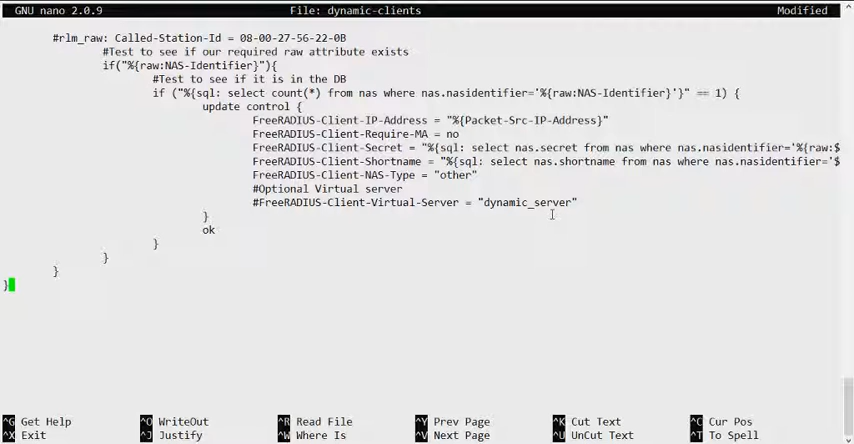 GNU nano 2.0.9 File: dynamic-clients Modified
#rlm_raw: Called-Station-Id = 08-00-27-56-22-0B
#Test to see if our required raw attribute exists
if("%{raw:NAS-Identifier}"){
#Test to see if it is in the DB
if ("%{sql: select count(*) from nas where nas.nasidentifier='%{raw:NAS-Identifier}'}" == 1) {
update control {
FreeRADIUS-Client-IP-Address = "%{Packet-Src-IP-Address}"
FreeRADIUS-Client-Require-MA = no
FreeRADIUS-Client-Secret = "%{sql: select nas.secret from nas where nas.nasidentifier='%{raw:$
FreeRADIUS-Client-Shortname = "%{sql: select nas.shortname from nas where nas.nasidentifier='$
FreeRADIUS-Client-NAS-Type = "other"
#Optional Virtual server
#FreeRADIUS-Client-Virtual-Server = "dynamic_server"
}
ok
}
}
}
}
^G Get Help ^O WriteOut ^R Read File ^Y Prev Page ^K Cut Text ^C Cur Pos
^X Exit ^J Justify ^W Where Is ^V Next Page ^U UnCut Text ^T To Spell